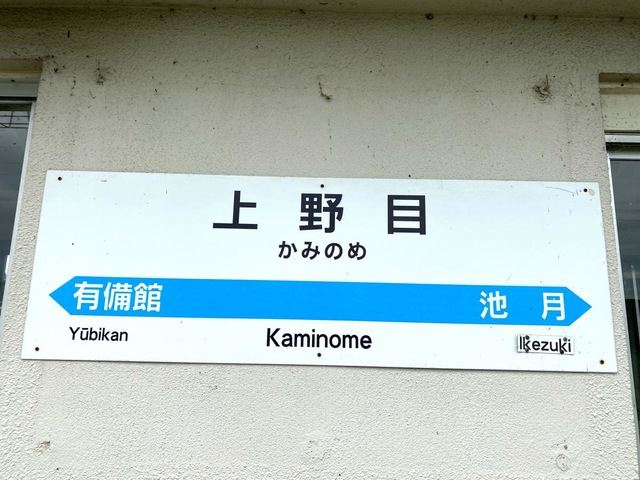 上野目
かみのめ
有備館
池月
Yūbikan
Kaminome
Ikezuki